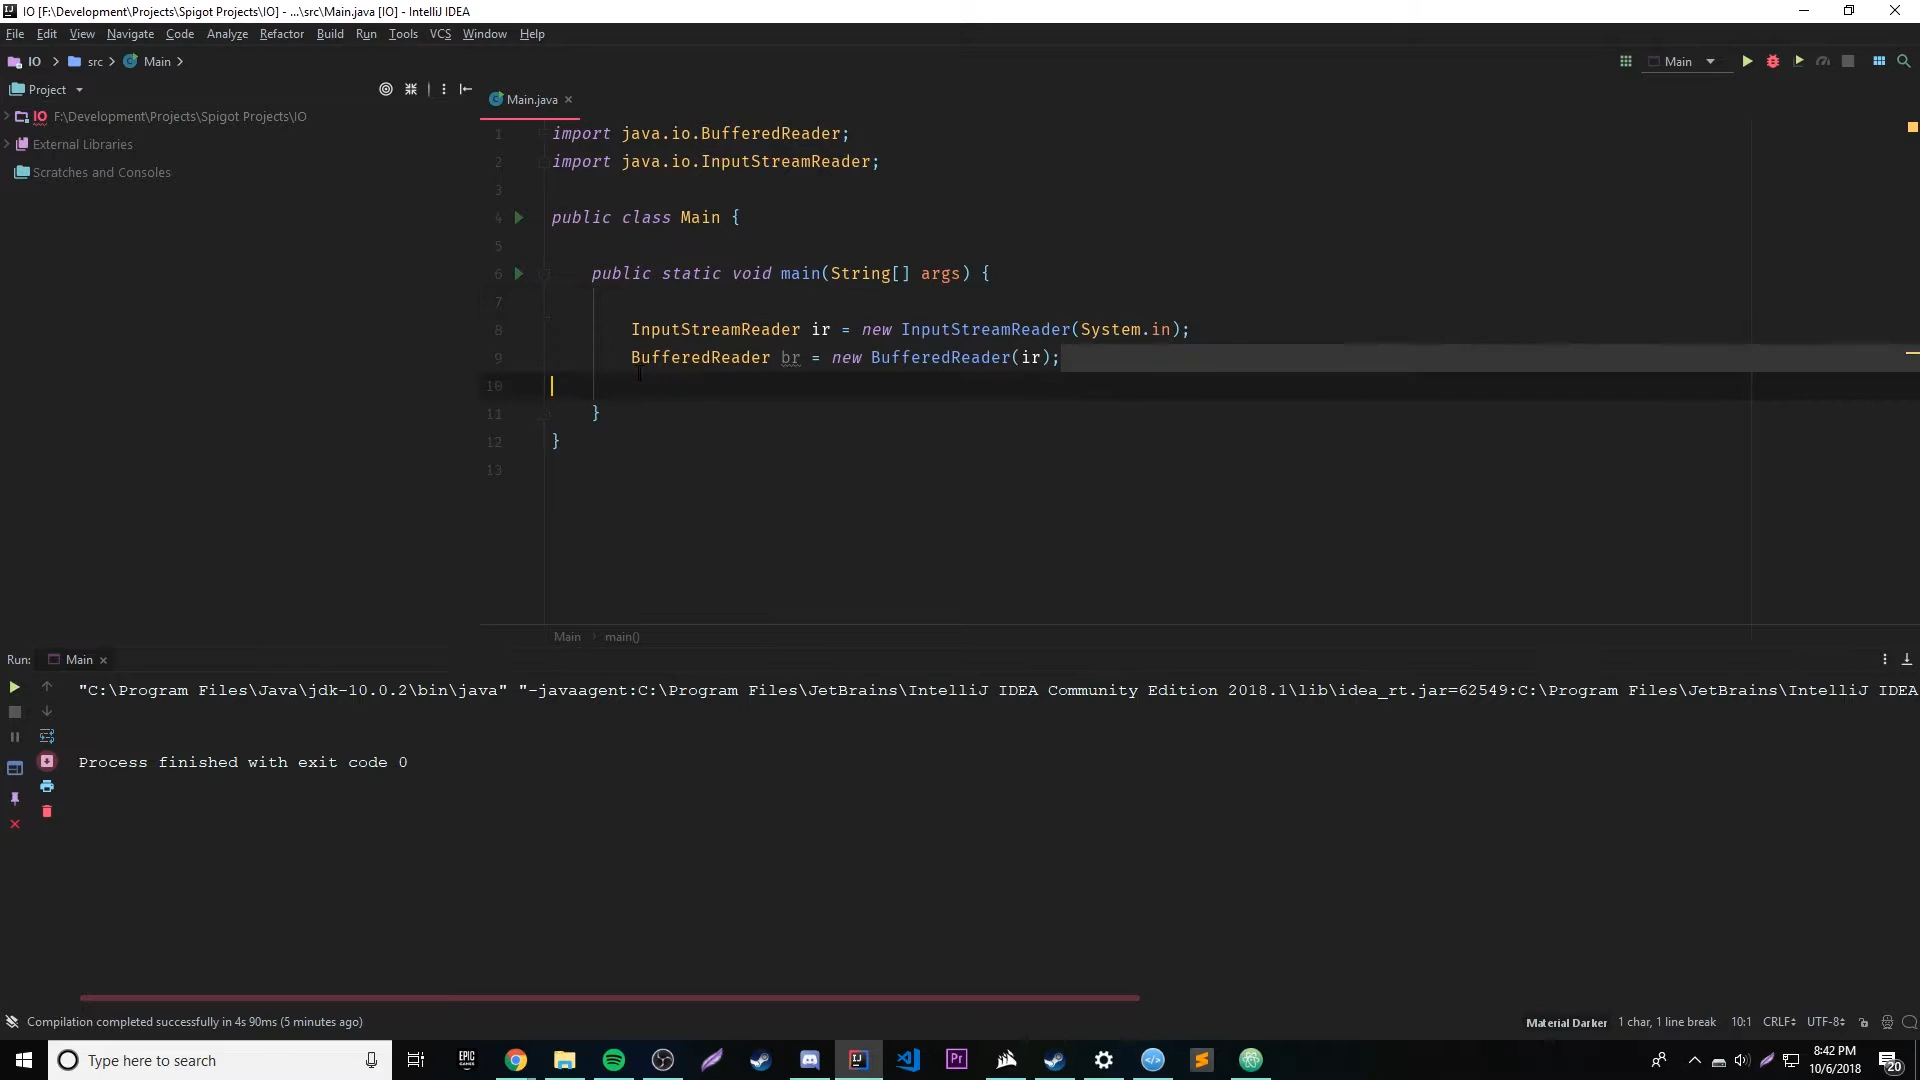 IO [F:\Development\Projects\Spigot Projects\IO] - ...\src\Main.java [IO] - IntelliJ IDEA
File Edit View Navigate Code Analyze Refactor Build Run Tools VCS Window Help
IO src Main
Main
Project
Main.java
IO F:\Development\Projects\Spigot Projects\IO
External Libraries
Scratches and Consoles
1 import java.io.BufferedReader;
2 import java.io.InputStreamReader;
3
4 public class Main {
5
6 public static void main(String[] args) {
7
8 InputStreamReader ir = new InputStreamReader(System.in);
9 BufferedReader br = new BufferedReader(ir);
10
11 }
12 }
13
Main main()
Run: Main
"C:\Program Files\Java\jdk-10.0.2\bin\java" "-javaagent:C:\Program Files\JetBrains\IntelliJ IDEA Community Edition 2018.1\lib\idea_rt.jar=62549:C:\Program Files\JetBrains\IntelliJ IDEA
Process finished with exit code 0
Compilation completed successfully in 4s 90ms (5 minutes ago)
Material Darker 1 char, 1 line break 10:1 CRLF UTF-8
Type here to search
EPIC GAMES
IJ
Pr
8:42 PM
10/6/2018
20